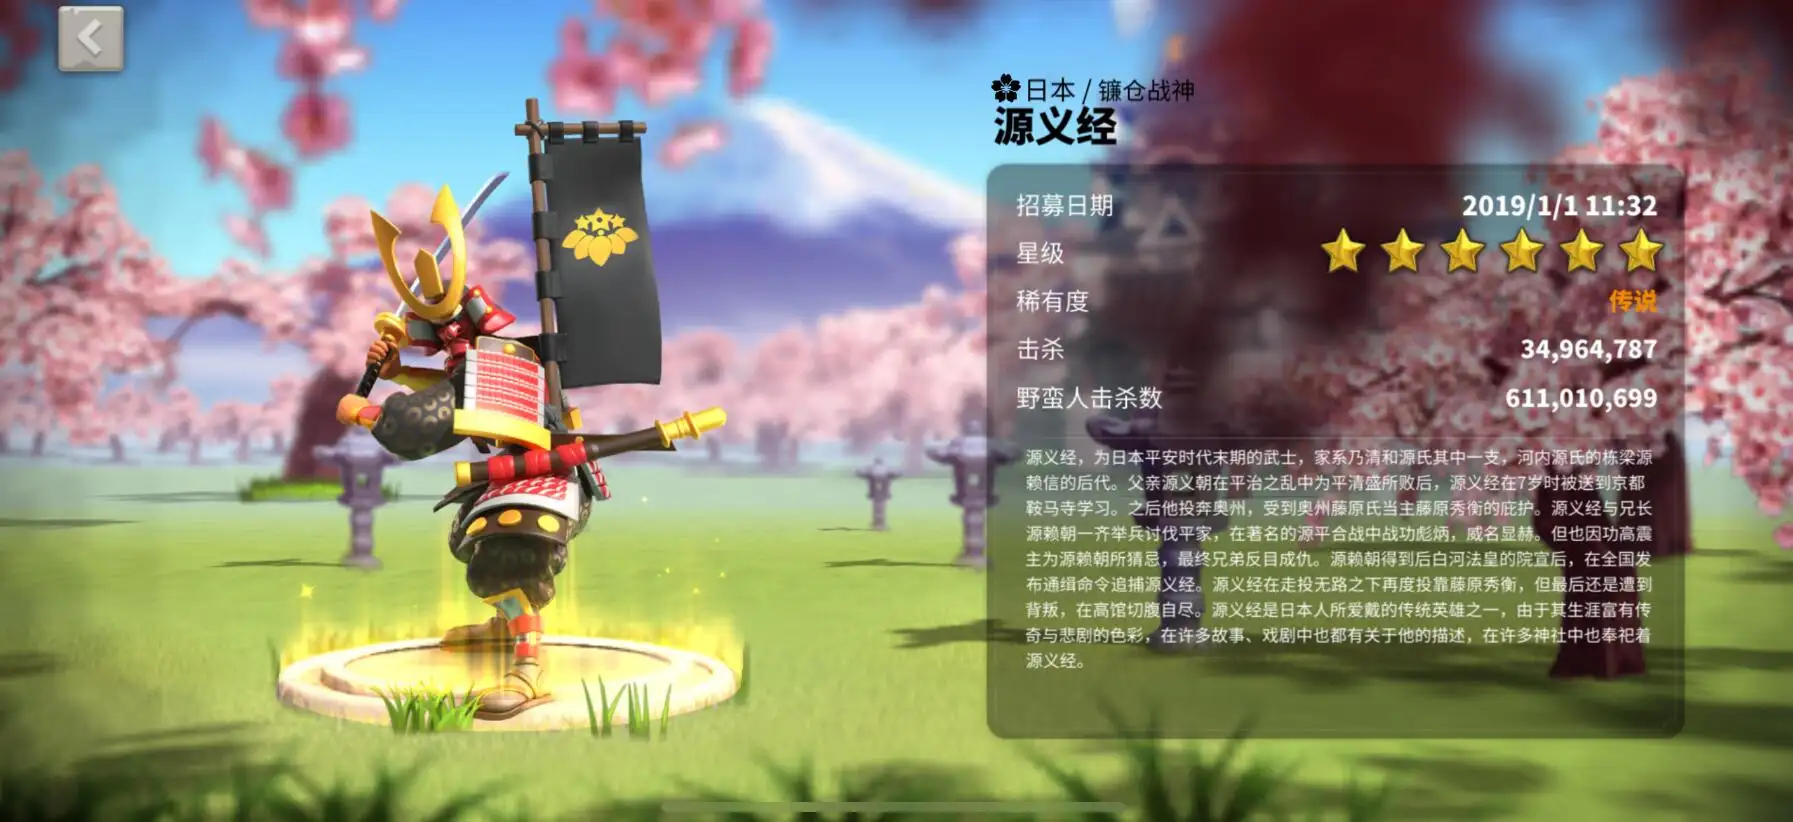 日本 / 镰仓战神
源义经
招募日期 2019/1/1 11:32
星级
稀有度 传说
击杀 34,964,787
野蛮人击杀数 611,010,699
源义经，为日本平安时代末期的武士，家系乃清和源氏其中一支，河内源氏的栋梁源
赖信的后代。父亲源义朝在平治之乱中为平清盛所败后，源义经在7岁时被送到京都
鞍马寺学习。之后他投奔奥州，受到奥州藤原氏当主藤原秀衡的庇护。源义经与兄长
源赖朝一齐举兵讨伐平家，在著名的源平合战中战功彪炳，威名显赫。但也因功高震
主为源赖朝所猜忌，最终兄弟反目成仇。源赖朝得到后白河法皇的院宣后，在全国发
布通缉命令追捕源义经。源义经在走投无路之下再度投靠藤原秀衡，但最后还是遭到
背叛，在高馆切腹自尽。源义经是日本人所爱戴的传统英雄之一，由于其生涯富有传
奇与悲剧的色彩，在许多故事、戏剧中也都有关于他的描述，在许多神社中也奉祀着
源义经。